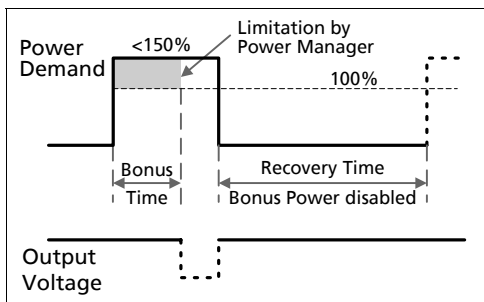 Power
Demand
<150%
Limitation by
Power Manager
100%
Bonus
Time
Recovery Time
Bonus Power disabled
Output
Voltage